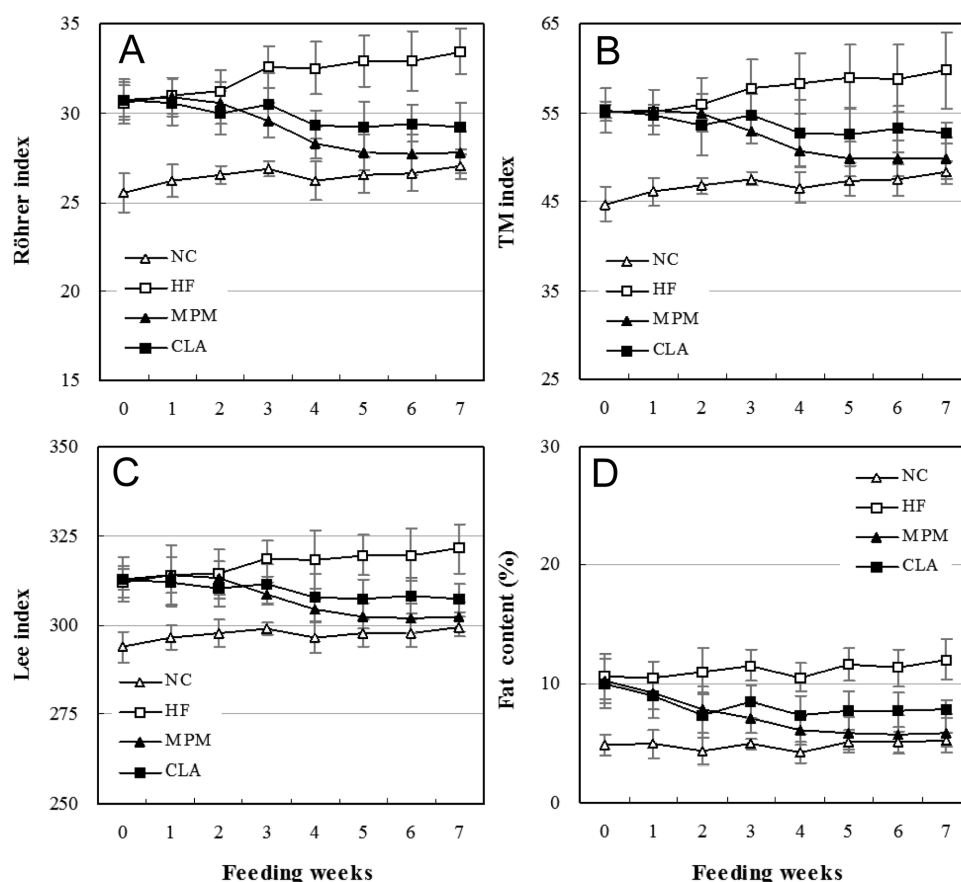 A
Röhrer index
35
30
25
20
15
NC
HF
MPM
CLA
0 1 2 3 4 5 6 7
B
TM index
65
55
45
35
25
NC
HF
MPM
CLA
0 1 2 3 4 5 6 7
C
Lee index
350
325
300
275
250
NC
HF
MPM
CLA
0 1 2 3 4 5 6 7
Feeding weeks
D
Fat content (%)
30
20
10
0
NC
HF
MPM
CLA
0 1 2 3 4 5 6 7
Feeding weeks